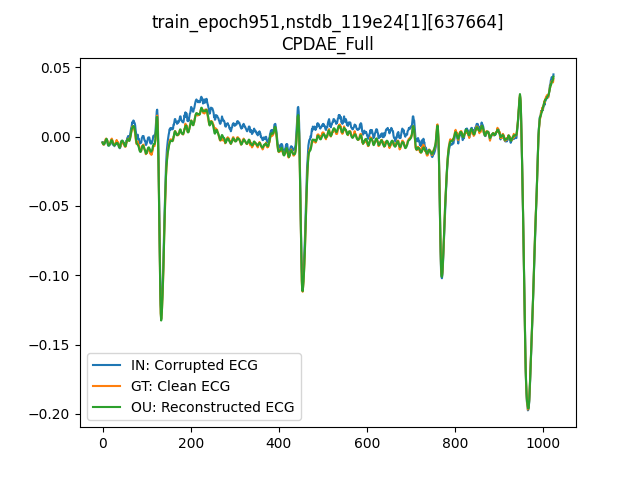 train_epoch951,nstdb_119e24[1][637664]
CPDAE_Full
0.05
0.00
−0.05
−0.10
−0.15
−0.20
IN: Corrupted ECG
GT: Clean ECG
OU: Reconstructed ECG
0 200 400 600 800 1000